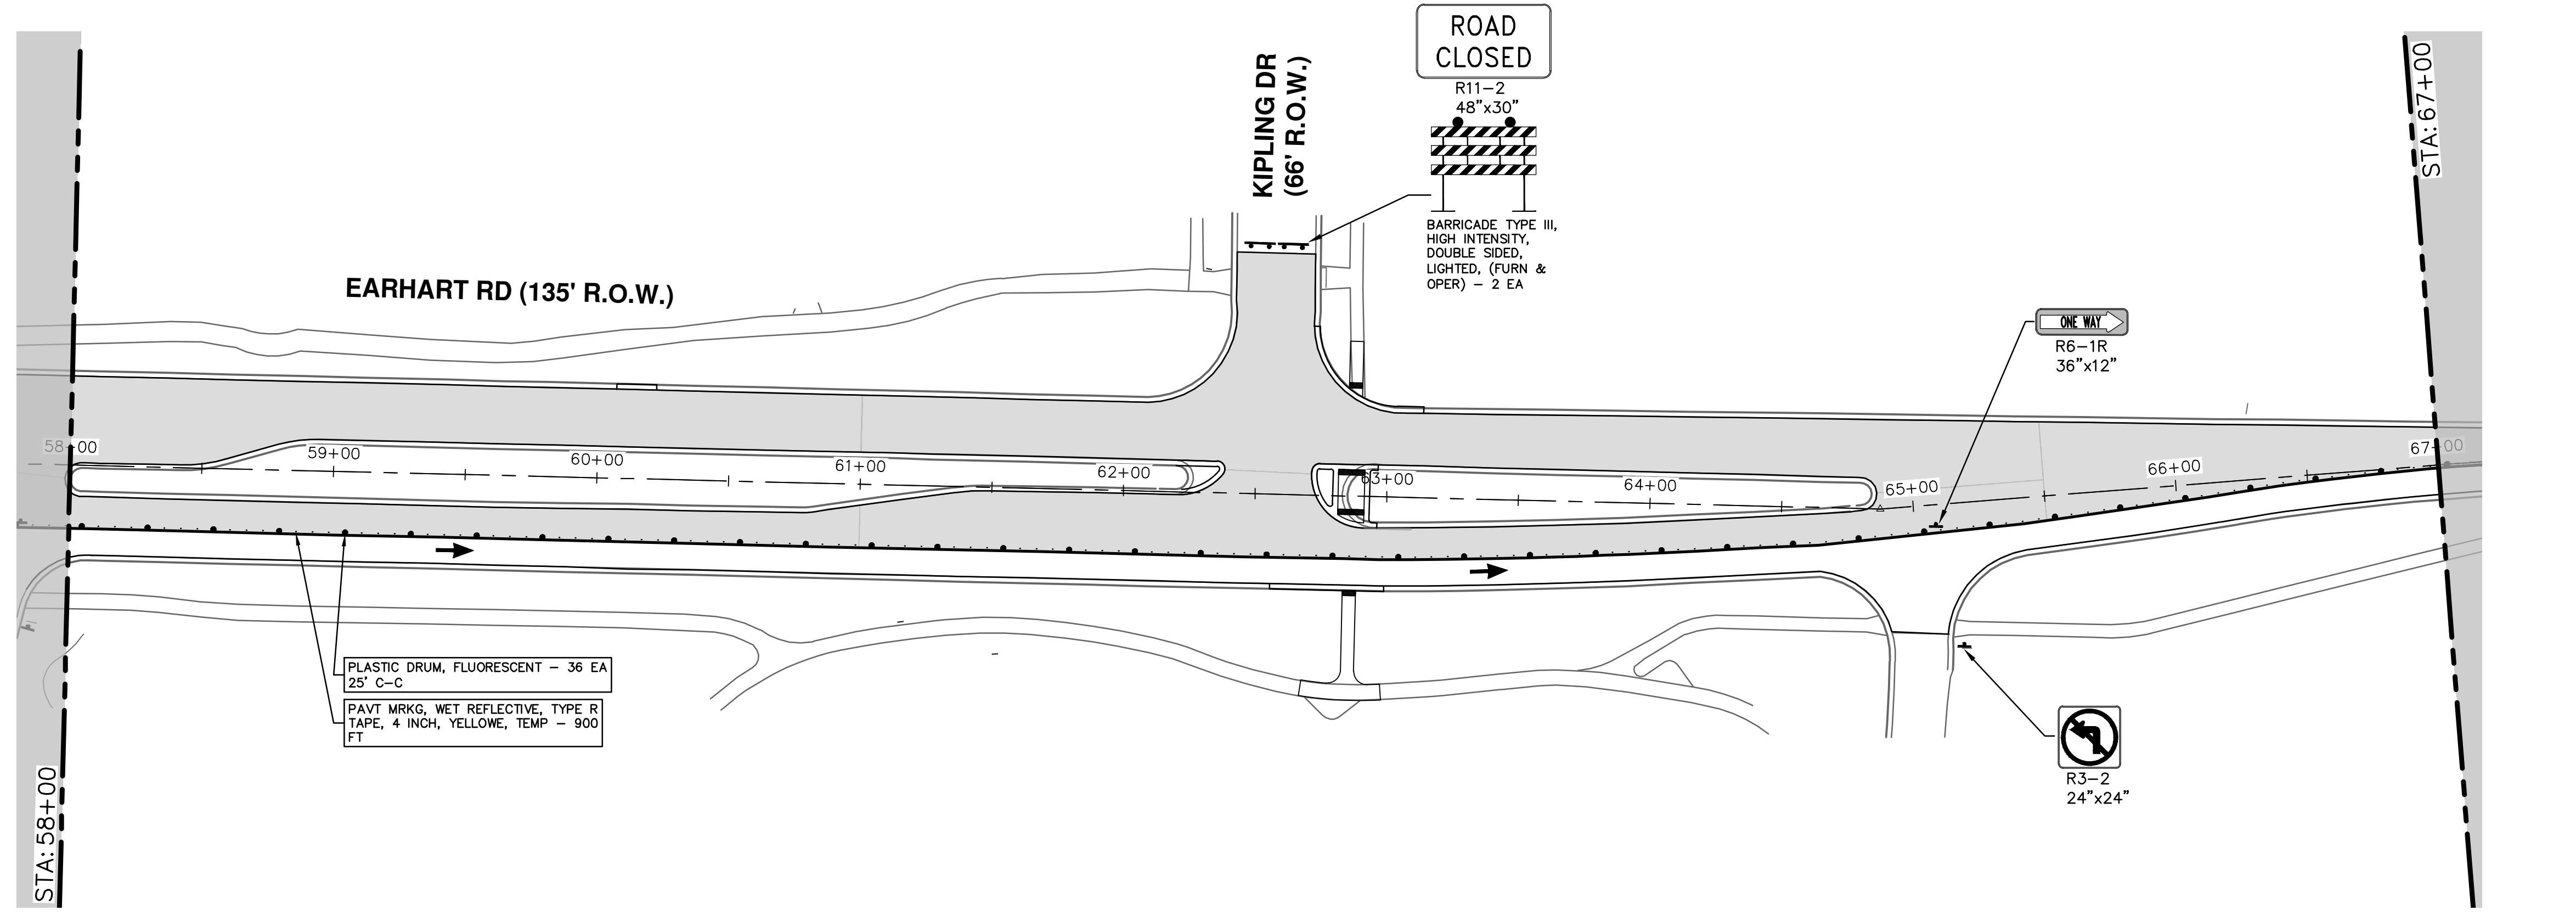 ROAD
CLOSED
R11-2
48"x30"
KIPLING DR
(66' R.O.W.)
STA: 67+00
BARRICADE TYPE III,
HIGH INTENSITY,
DOUBLE SIDED,
LIGHTED, (FURN &
OPER) - 2 EA
EARHART RD (135' R.O.W.)
ONE WAY
R6-1R
36"x12"
58+00
59+00
60+00
61+00
62+00
63+00
64+00
65+00
66+00
67+00
PLASTIC DRUM, FLUORESCENT - 36 EA
25' C-C
PAVT MRKG, WET REFLECTIVE, TYPE R
TAPE, 4 INCH, YELLOWE, TEMP - 900
FT
R3-2
24"x24"
STA: 58+00